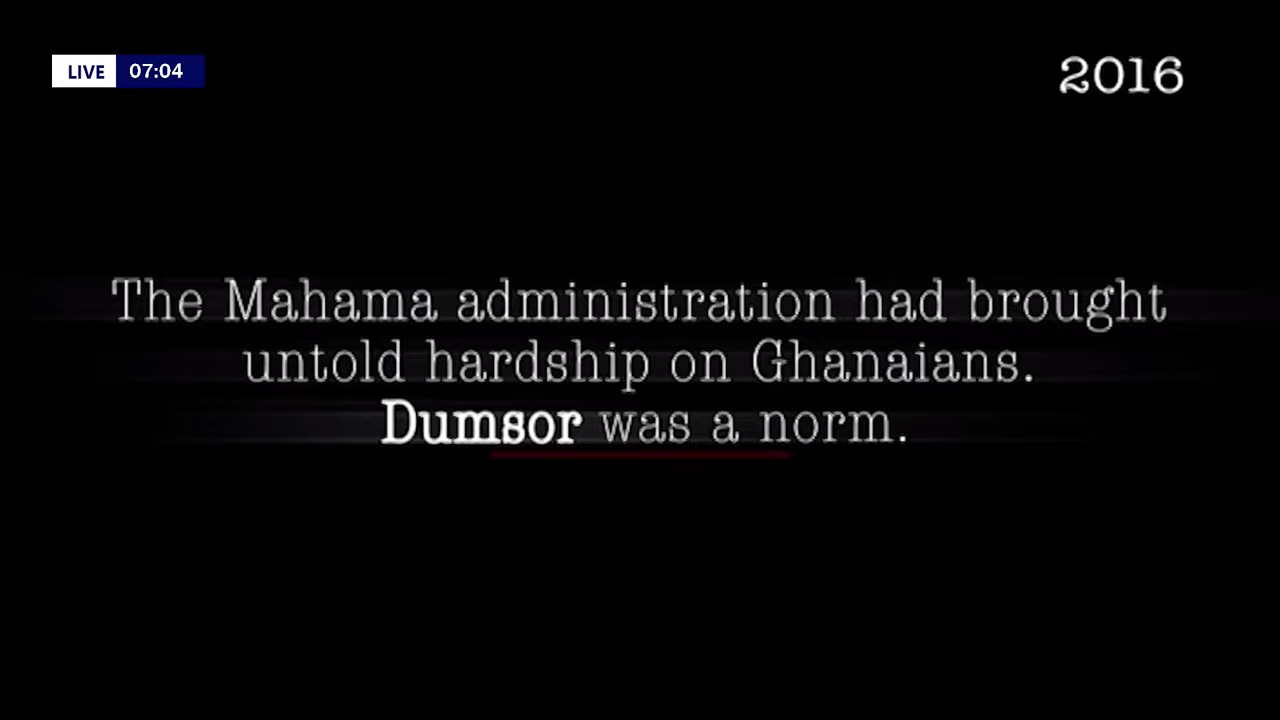 LIVE 07:04
2016
The Mahama administration had brought
untold hardship on Ghanaians.
Dumsor was a norm.